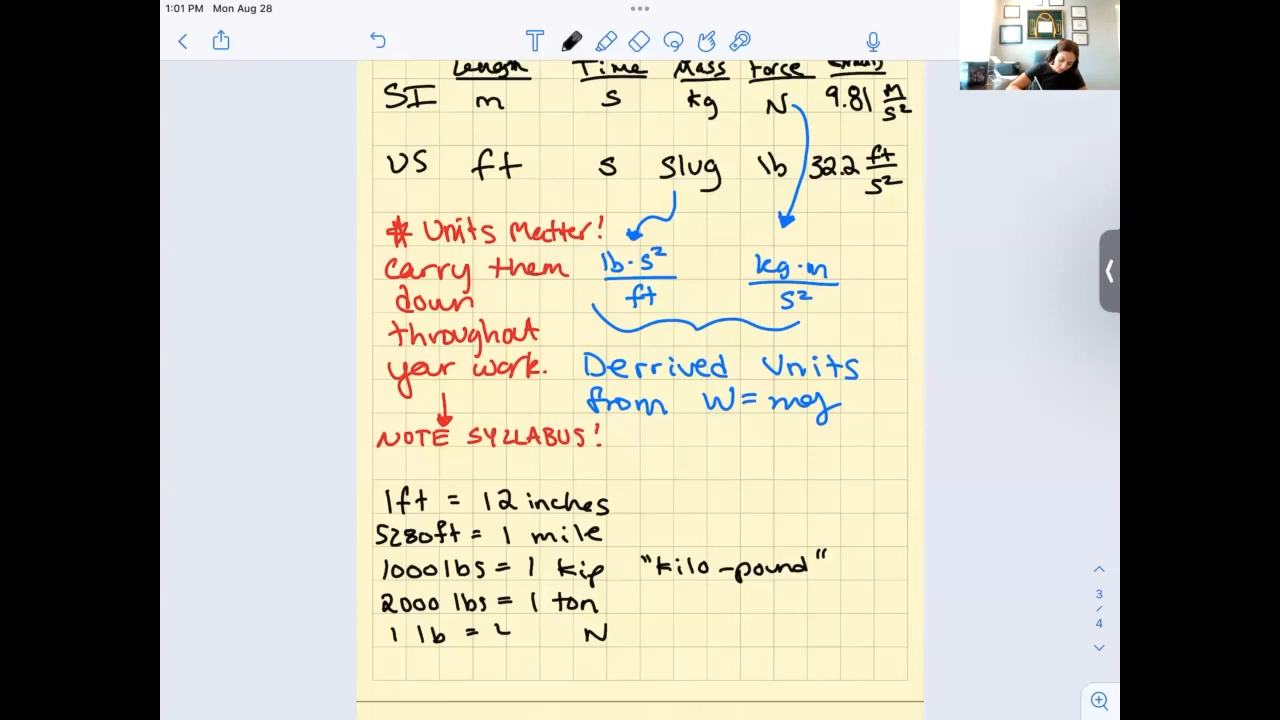 1:01 PM Mon Aug 28
Length Time Mass Force
SI m s kg N 9.81 m/s²
US ft s slug lb 32.2 ft/s²
* Units Matter!
carry them
down
throughout
your work.
lb·s²/ft kg·m/s²
Derrived Units
from W = mg
NOTE SYLLABUS!
1ft = 12 inches
5280ft = 1 mile
1000 lbs = 1 kip "kilo-pound"
2000 lbs = 1 ton
1 lb = N
3
/
4